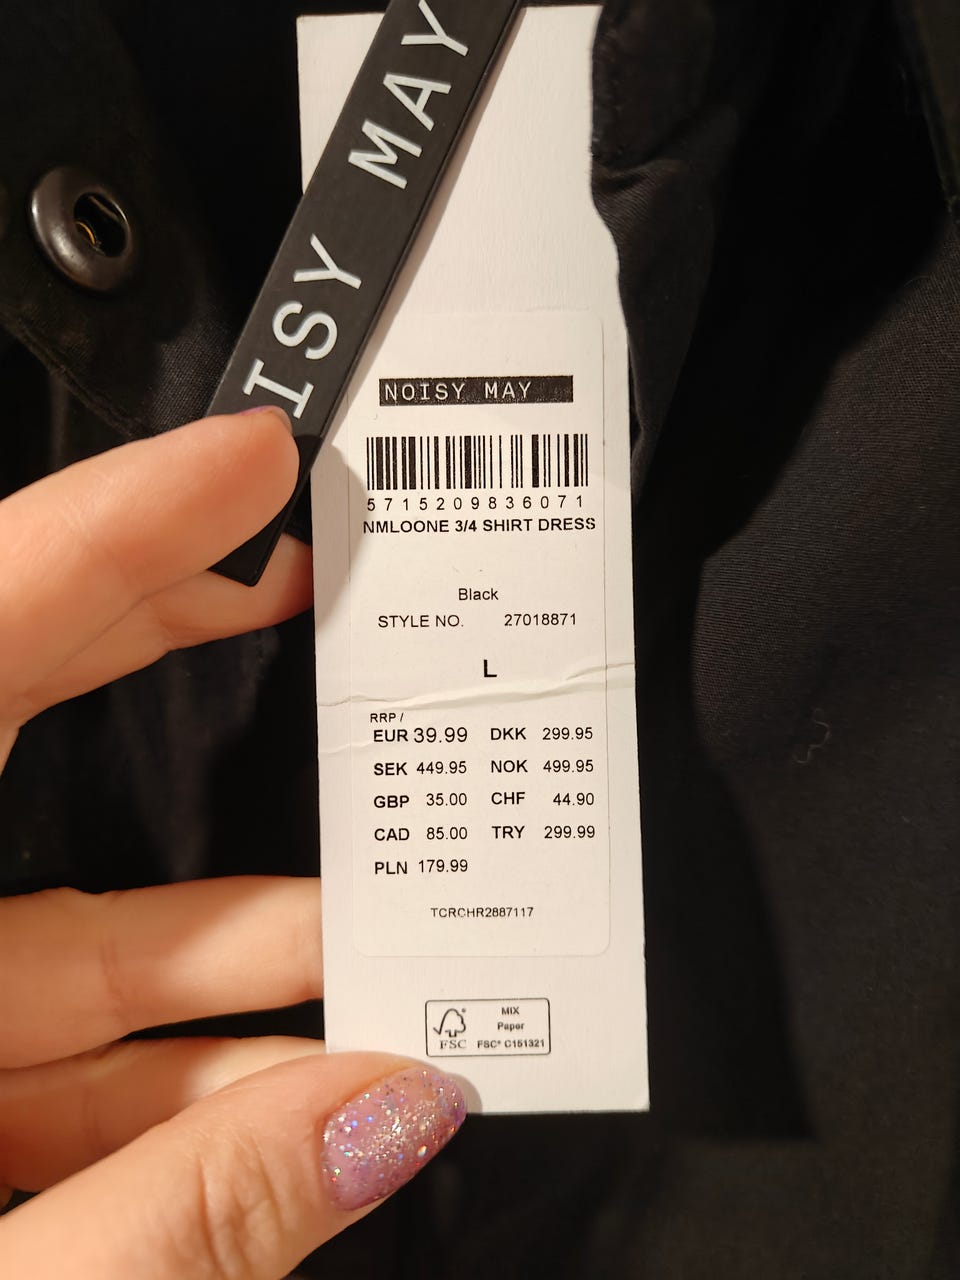 ISY MAY
NOISY MAY
5715209836071
NMLOONE 3/4 SHIRT DRESS
Black
STYLE NO. 27018871
L
RRP /
EUR 39.99 DKK 299.95
SEK 449.95 NOK 499.95
GBP 35.00 CHF 44.90
CAD 85.00 TRY 299.99
PLN 179.99
TCRCHR2887117
MIX
Paper
FSC FSC® C151321